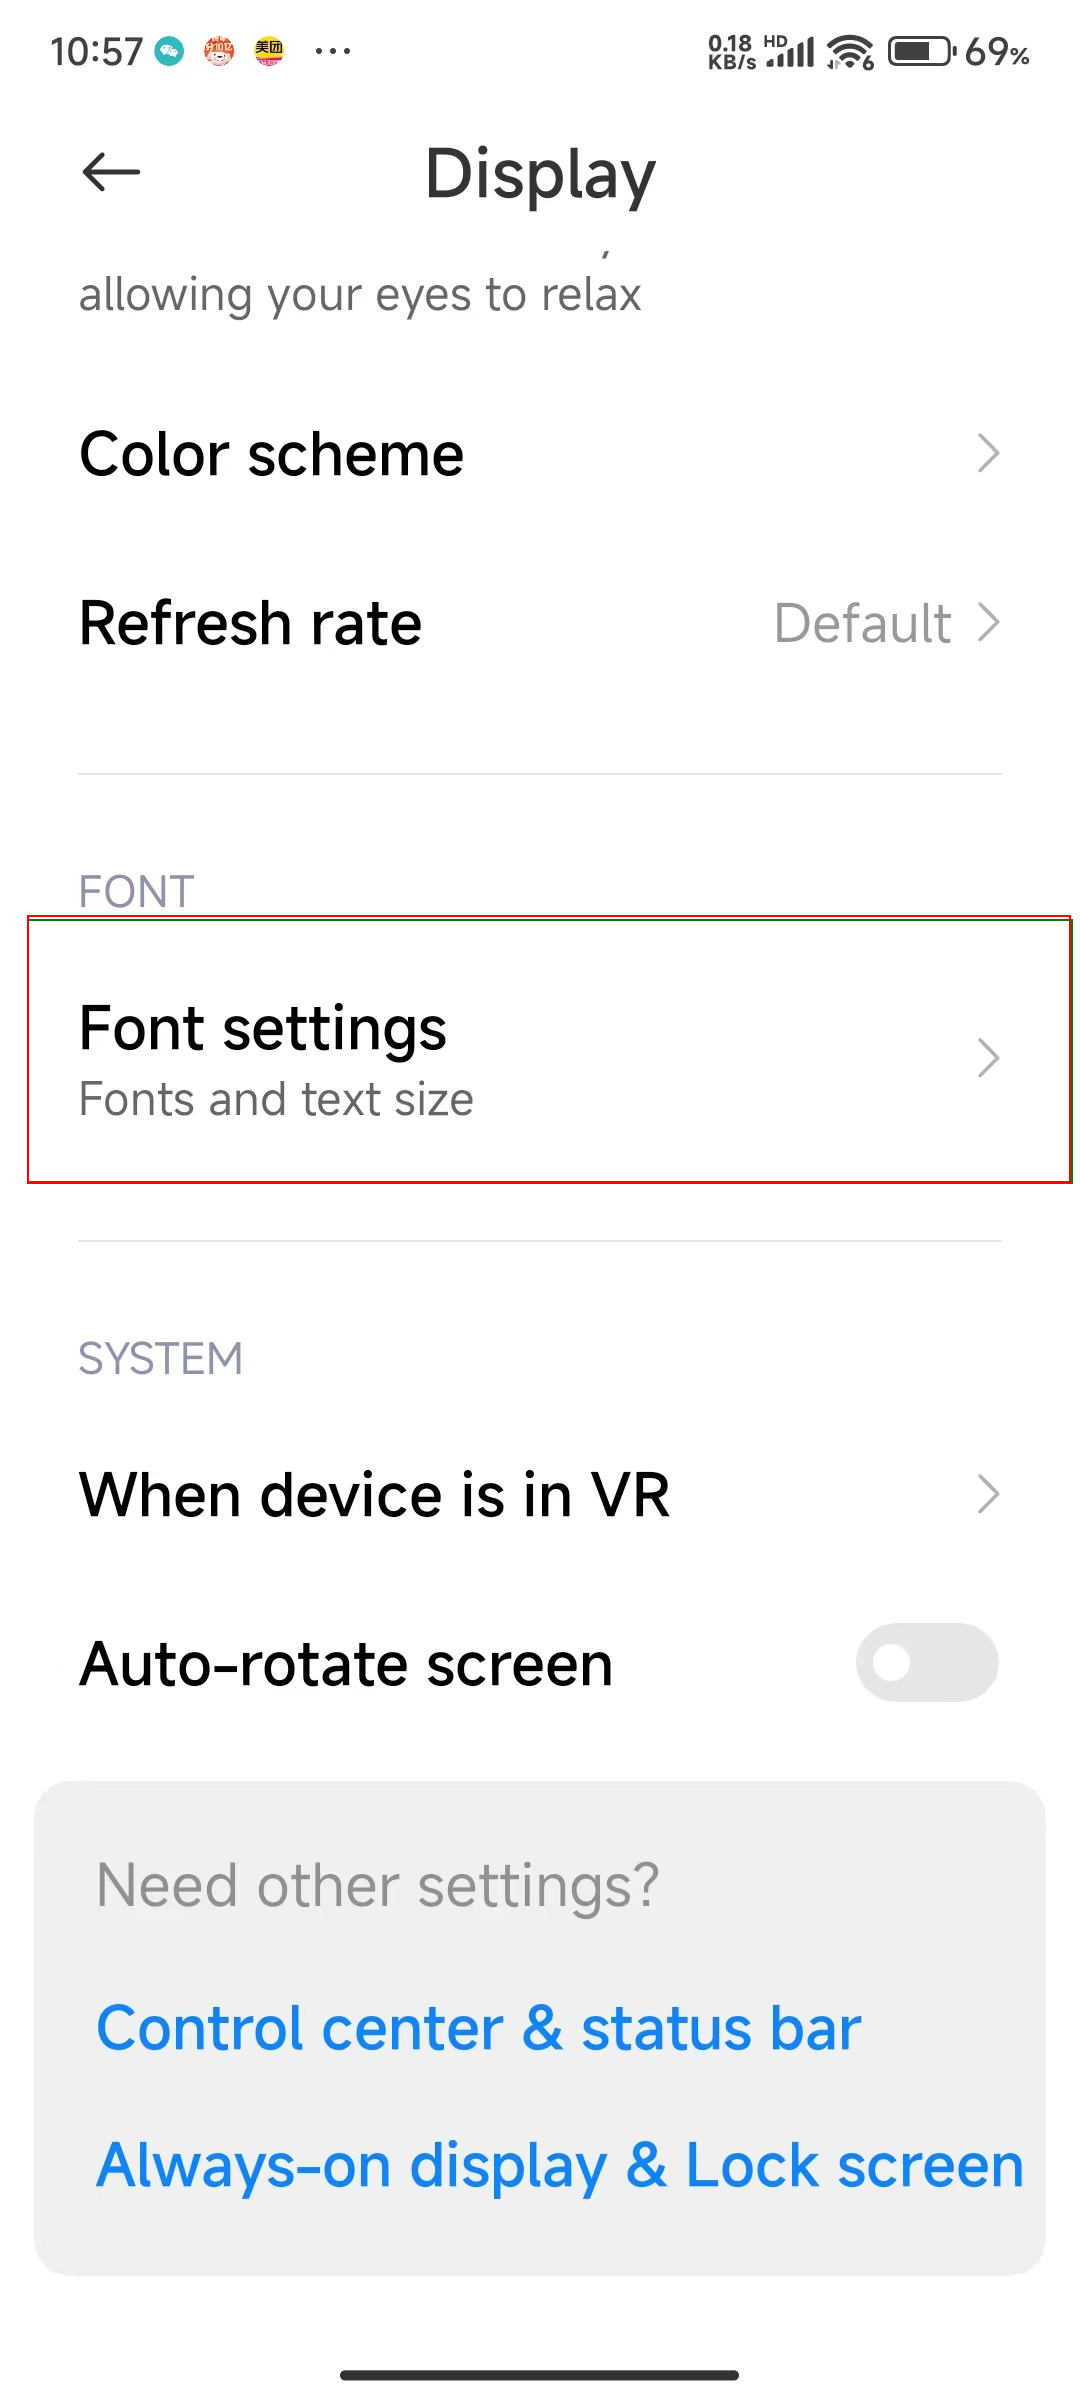 10:57 美团 ... 0.18 KB/s HD 6 69%
Display
allowing your eyes to relax
Color scheme
Refresh rate Default
FONT
Font settings
Fonts and text size
SYSTEM
When device is in VR
Auto-rotate screen
Need other settings?
Control center & status bar
Always-on display & Lock screen